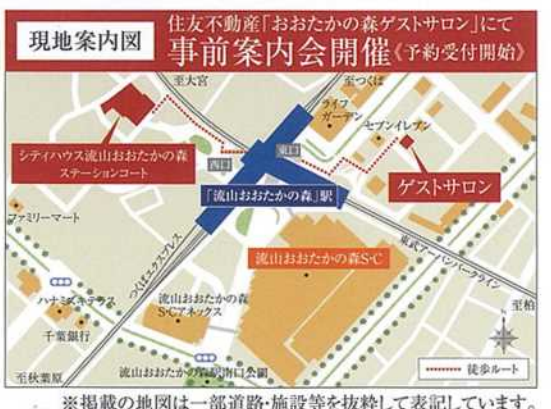 現地案内図
住友不動産「おおたかの森ゲストサロン」にて
事前案内会開催《予約受付開始》
至大宮
至つくば
ライフ
ガーデン
セブンイレブン
シティハウス流山おおたかの森
ステーションコート
西口
東口
ゲストサロン
「流山おおたかの森」駅
ファミリーマート
つくばエクスプレス
流山おおたかの森S・C
東武アーバンパークライン
ハナミズキテラス
流山おおたかの森
S・Cアネックス
千葉銀行
至柏
至秋葉原
流山おおたかの森駅南口公園
徒歩ルート
※掲載の地図は一部道路・施設等を抜粋して表記しています。